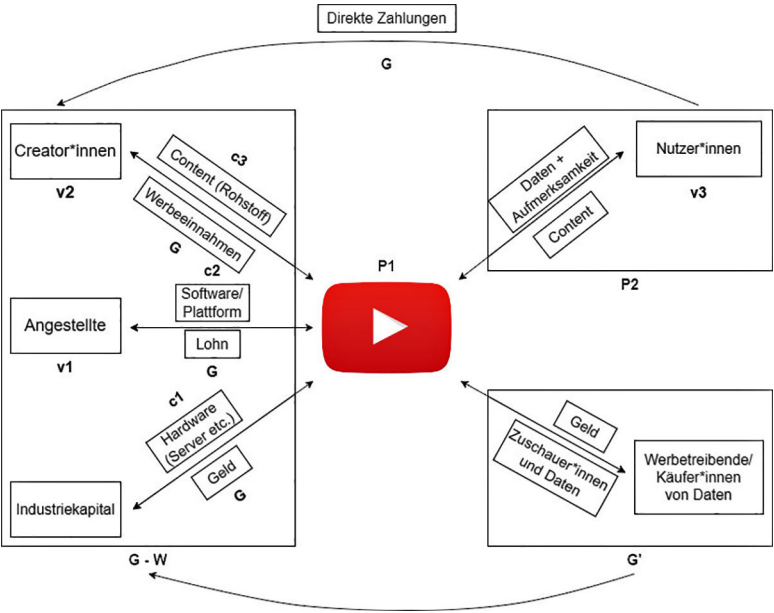 Direkte Zahlungen
G
Creator*innen
v2
c3
Content (Rohstoff)
Werbeeinnahmen
G
c2
Software/
Plattform
Angestellte
v1
Lohn
G
c1
Hardware
(Server etc.)
Geld
G
Industriekapital
G - W
P1
Daten +
Aufmerksamkeit
Content
Nutzer*innen
v3
P2
Geld
Zuschauer*innen
und Daten
Werbetreibende/
Käufer*innen
von Daten
G'